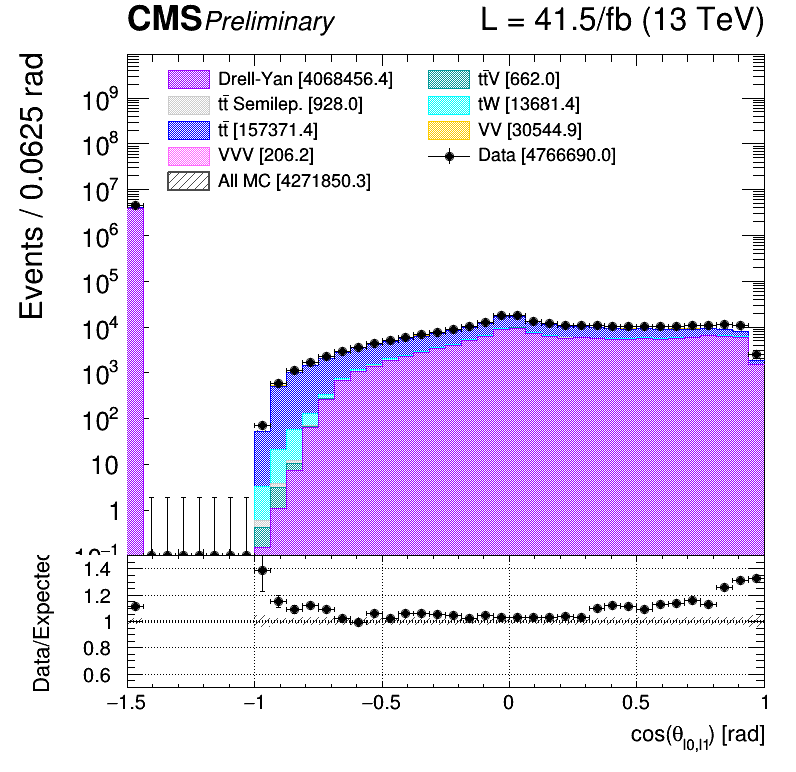 CMS Preliminary L = 41.5/fb (13 TeV)
Events / 0.0625 rad
Drell-Yan [4068456.4]
tt̄ Semilep. [928.0]
tt̄ [157371.4]
VVV [206.2]
All MC [4271850.3]
tt̄V [662.0]
tW [13681.4]
VV [30544.9]
Data [4766690.0]
10⁹
10⁸
10⁷
10⁶
10⁵
10⁴
10³
10²
10
1
10⁻¹
Data/Expected
1.4
1.2
1
0.8
0.6
−1.5 −1 −0.5 0 0.5 1
cos(θ_{l0,l1}) [rad]